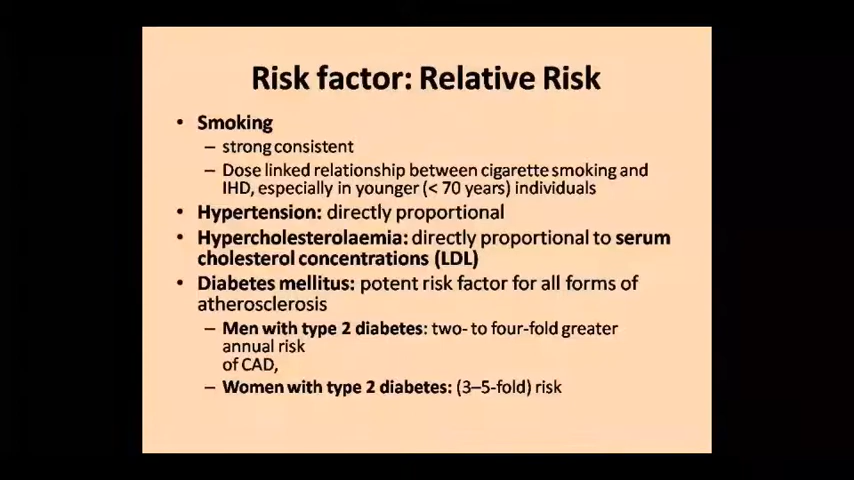 Risk factor: Relative Risk
• Smoking
– strong consistent
– Dose linked relationship between cigarette smoking and
IHD, especially in younger (< 70 years) individuals
• Hypertension: directly proportional
• Hypercholesterolaemia: directly proportional to serum
cholesterol concentrations (LDL)
• Diabetes mellitus: potent risk factor for all forms of
atherosclerosis
– Men with type 2 diabetes: two- to four-fold greater
annual risk
of CAD,
– Women with type 2 diabetes: (3–5-fold) risk